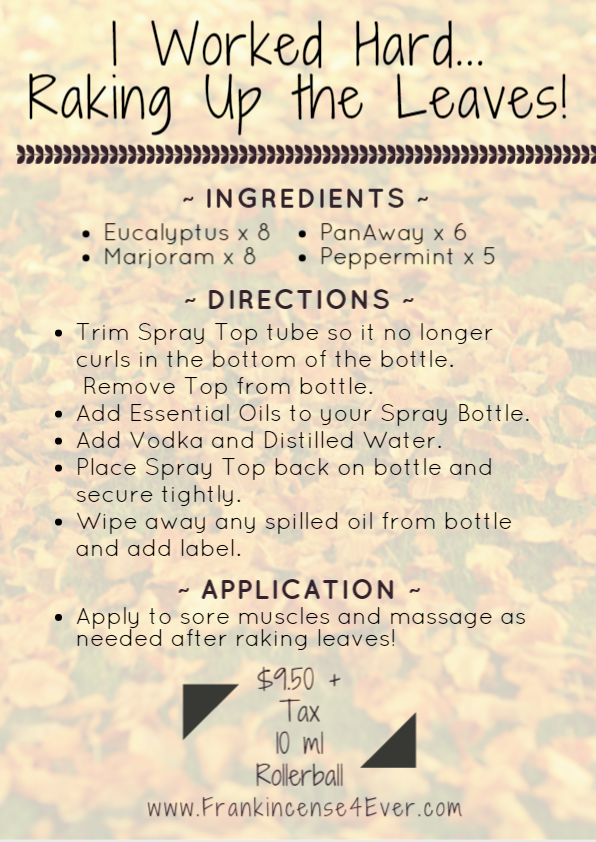 I Worked Hard...
Raking Up the Leaves!
~ INGREDIENTS ~
• Eucalyptus x 8 • PanAway x 6
• Marjoram x 8 • Peppermint x 5
~ DIRECTIONS ~
• Trim Spray Top tube so it no longer
curls in the bottom of the bottle.
Remove Top from bottle.
• Add Essential Oils to your Spray Bottle.
• Add Vodka and Distilled Water.
• Place Spray Top back on bottle and
secure tightly.
• Wipe away any spilled oil from bottle
and add label.
~ APPLICATION ~
• Apply to sore muscles and massage as
needed after raking leaves!
$9.50 +
Tax
10 ml
Rollerball
www.Frankincense4Ever.com